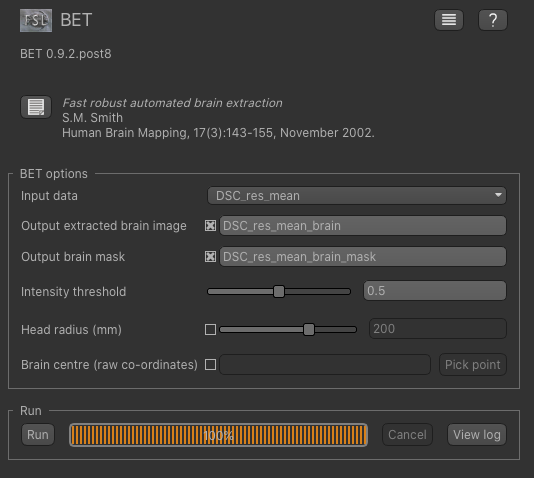 FSL BET
?
BET 0.9.2.post8
Fast robust automated brain extraction
S.M. Smith
Human Brain Mapping, 17(3):143-155, November 2002.
BET options
Input data DSC_res_mean
Output extracted brain image DSC_res_mean_brain
Output brain mask DSC_res_mean_brain_mask
Intensity threshold 0.5
Head radius (mm) 200
Brain centre (raw co-ordinates) Pick point
Run
Run 100% Cancel View log